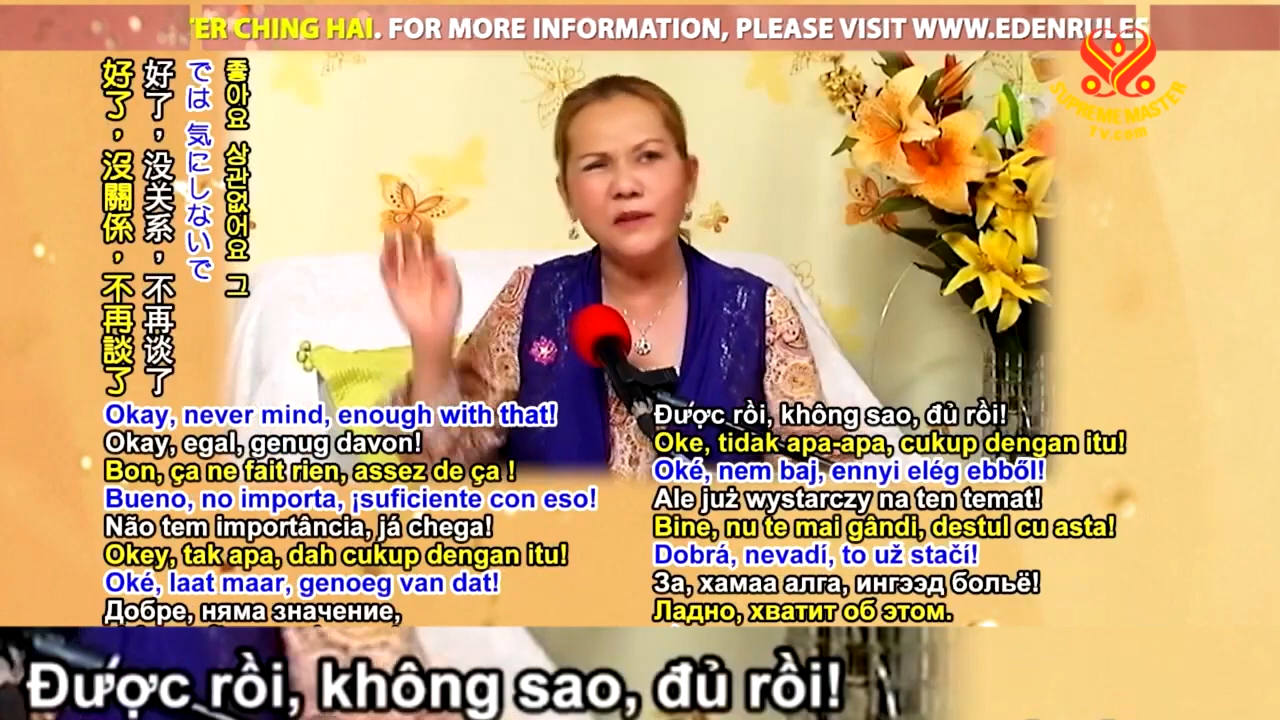 TER CHING HAI. FOR MORE INFORMATION, PLEASE VISIT WWW.EDENRULES
SUPREME MASTER
TV.com
好了，沒關係，不再談了
好了，没关系，不再谈了
では 気にしないで
좋아요 상관없어요 그
Okay, never mind, enough with that!
Okay, egal, genug davon!
Bon, ça ne fait rien, assez de ça !
Bueno, no importa, ¡suficiente con eso!
Não tem importância, já chega!
Okey, tak apa, dah cukup dengan itu!
Oké, laat maar, genoeg van dat!
Добре, няма значение,
Được rồi, không sao, đủ rồi!
Oke, tidak apa-apa, cukup dengan itu!
Oké, nem baj, ennyi elég ebből!
Ale już wystarczy na ten temat!
Bine, nu te mai gândi, destul cu asta!
Dobrá, nevadí, to už stačí!
За, хамаа алга, ингээд больё!
Ладно, хватит об этом.
Được rồi, không sao, đủ rồi!